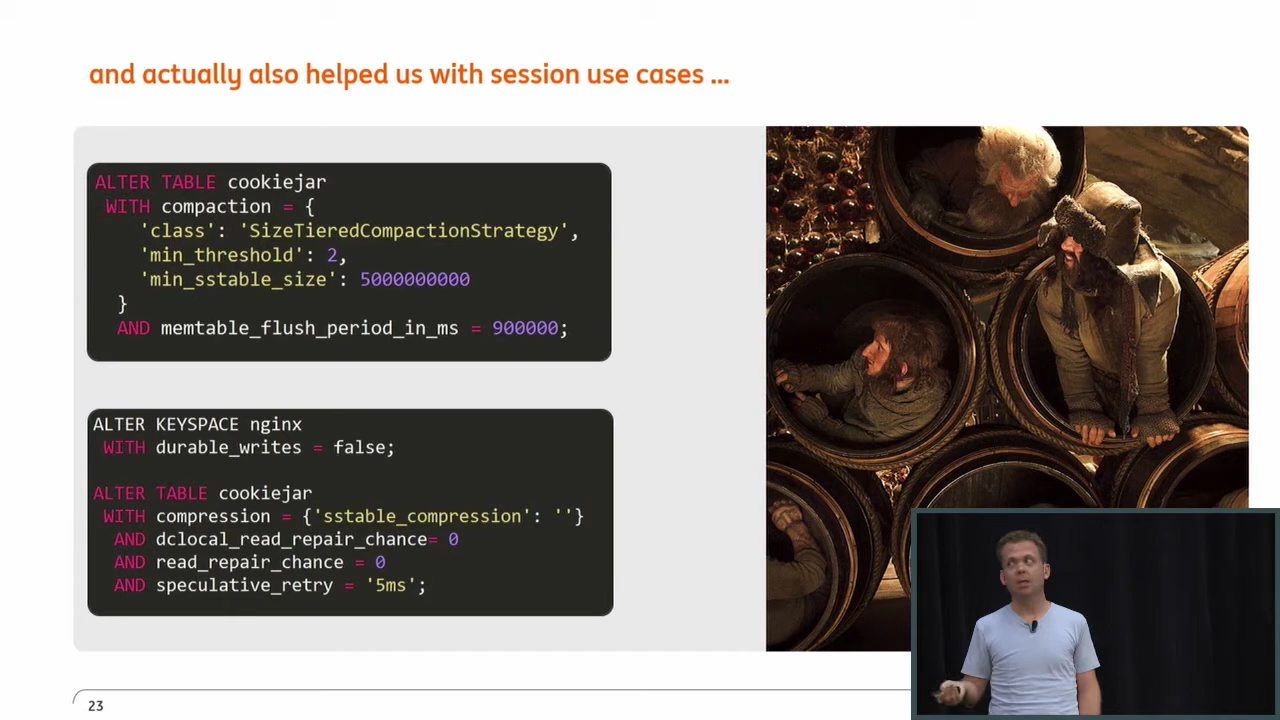 and actually also helped us with session use cases ...
ALTER TABLE cookiejar
WITH compaction = {
'class': 'SizeTieredCompactionStrategy',
'min_threshold': 2,
'min_sstable_size': 5000000000
}
AND memtable_flush_period_in_ms = 900000;
ALTER KEYSPACE nginx
WITH durable_writes = false;
ALTER TABLE cookiejar
WITH compression = {'sstable_compression': ''}
AND dclocal_read_repair_chance= 0
AND read_repair_chance = 0
AND speculative_retry = '5ms';
23